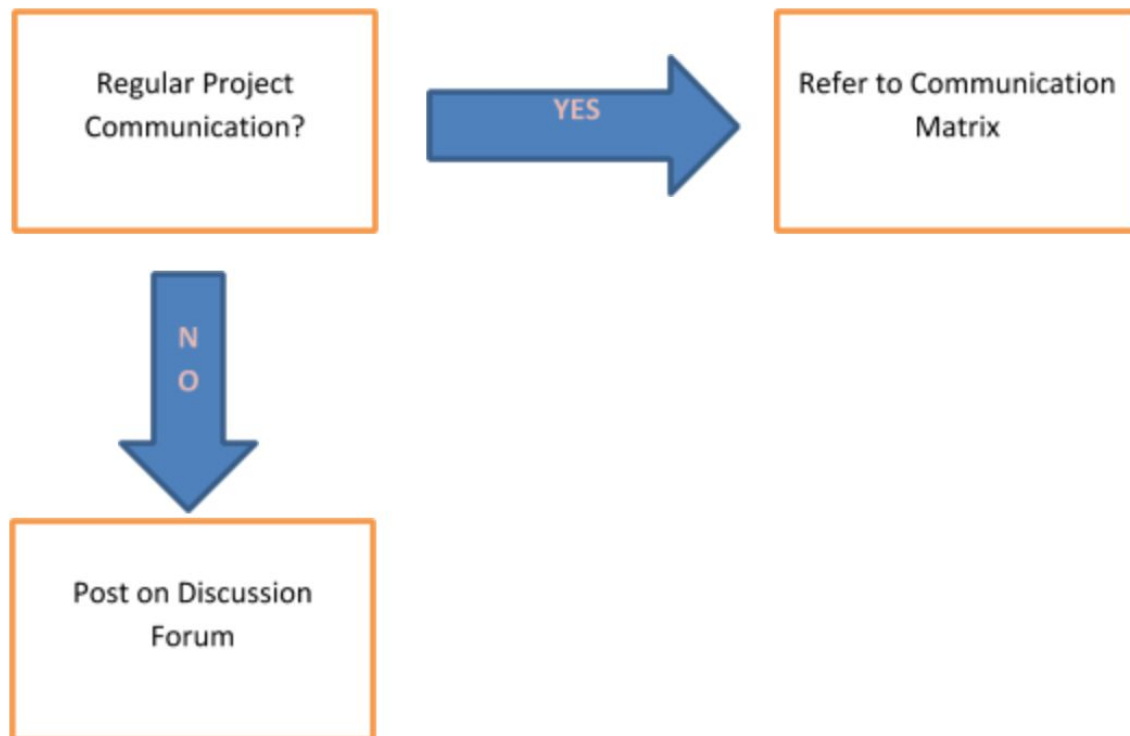 Regular Project
Communication?
YES
Refer to Communication
Matrix
N
O
Post on Discussion
Forum